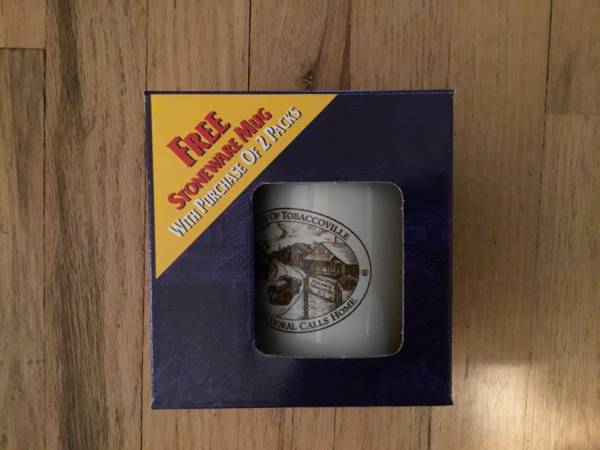 FREE
STONEWARE MUG
WITH PURCHASE OF 2 PACKS
OF TOBACCOVILLE
DORAL CALLS HOME.